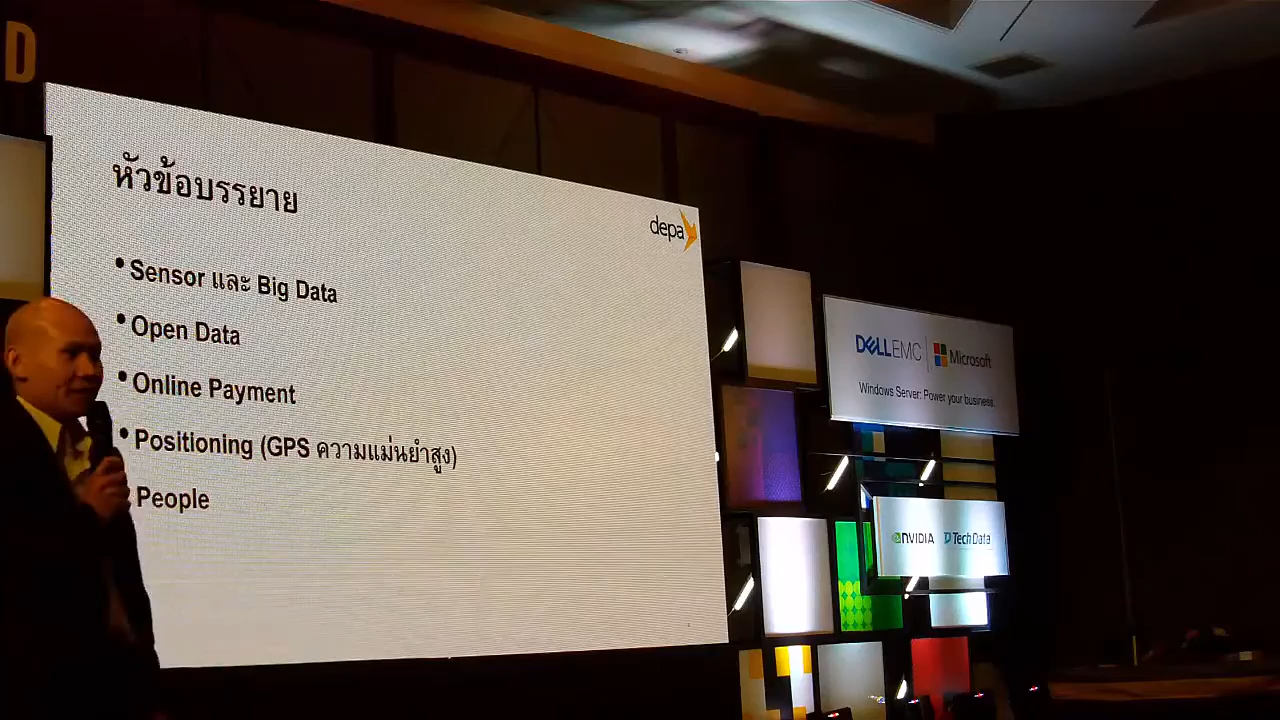 D
หัวข้อบรรยาย
depa
• Sensor และ Big Data
• Open Data
• Online Payment
• Positioning (GPS ความแม่นยำสูง)
People
DELLEMC | Microsoft
Windows Server: Power your business.
NVIDIA TechData